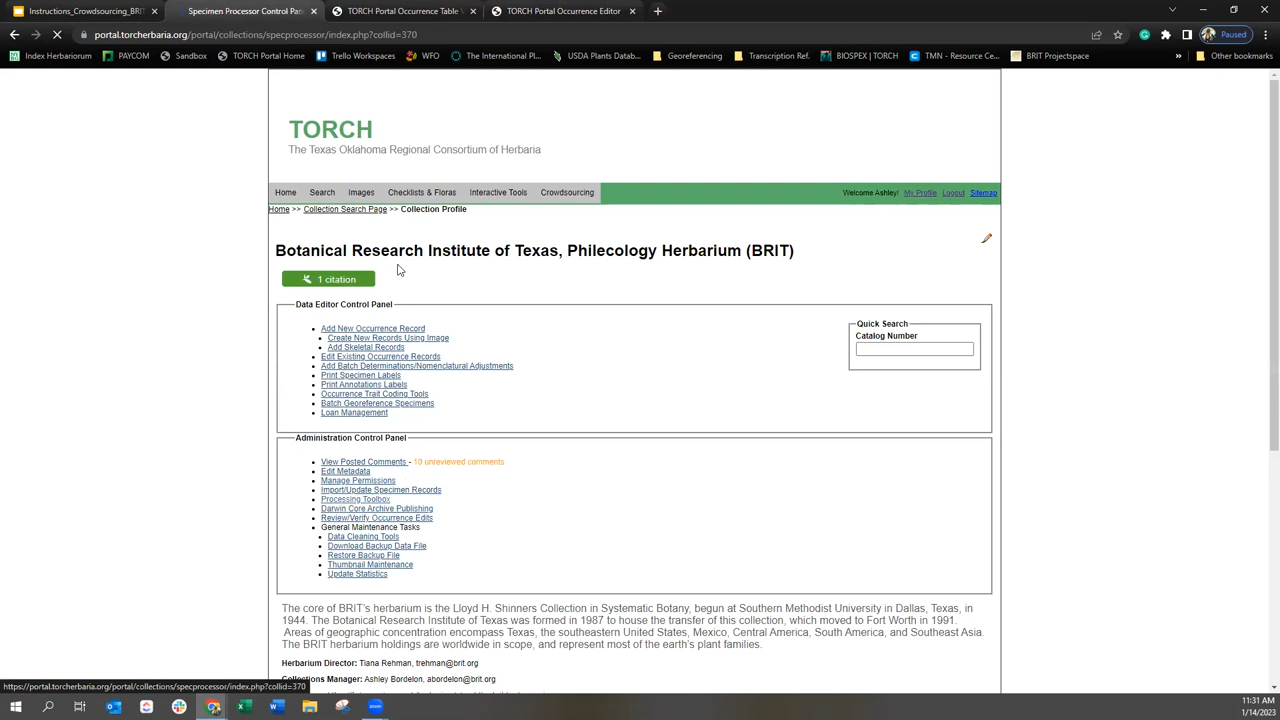 Instructions_Crowdsourcing_BRIT
Specimen Processor Control Pan
TORCH Portal Occurrence Table V
TORCH Portal Occurrence Editor
portal.torcherbaria.org/portal/collections/specprocessor/index.php?collid=370
Paused
Index Herbariorum
PAYCOM
Sandbox
TORCH Portal Home
Trello Workspaces
WFO
The International Pl...
USDA Plants Datab...
Georeferencing
Transcription Ref.
BIOSPEX | TORCH
TMN - Resource Ce...
BRIT Projectspace
»
Other bookmarks
TORCH
The Texas Oklahoma Regional Consortium of Herbaria
Home Search Images Checklists & Floras Interactive Tools Crowdsourcing
Welcome Ashley! My Profile Logout Sitemap
Home >> Collection Search Page >> Collection Profile
Botanical Research Institute of Texas, Philecology Herbarium (BRIT)
1 citation
Data Editor Control Panel
Add New Occurrence Record
Create New Records Using Image
Add Skeletal Records
Edit Existing Occurrence Records
Add Batch Determinations/Nomenclatural Adjustments
Print Specimen Labels
Print Annotations Labels
Occurrence Trait Coding Tools
Batch Georeference Specimens
Loan Management
Quick Search
Catalog Number
Administration Control Panel
View Posted Comments - 10 unreviewed comments
Edit Metadata
Manage Permissions
Import/Update Specimen Records
Processing Toolbox
Darwin Core Archive Publishing
Review/Verify Occurrence Edits
General Maintenance Tasks
Data Cleaning Tools
Download Backup Data File
Restore Backup File
Thumbnail Maintenance
Update Statistics
The core of BRIT's herbarium is the Lloyd H. Shinners Collection in Systematic Botany, begun at Southern Methodist University in Dallas, Texas, in
1944. The Botanical Research Institute of Texas was formed in 1987 to house the transfer of this collection, which moved to Fort Worth in 1991.
Areas of geographic concentration encompass Texas, the southeastern United States, Mexico, Central America, South America, and Southeast Asia.
The BRIT herbarium holdings are worldwide in scope, and represent most of the earth's plant families.
Herbarium Director: Tiana Rehman, trehman@brit.org
Collections Manager: Ashley Bordelon, abordelon@brit.org
https://portal.torcherbaria.org/portal/collections/specprocessor/index.php?collid=370
11:31 AM
1/14/2023